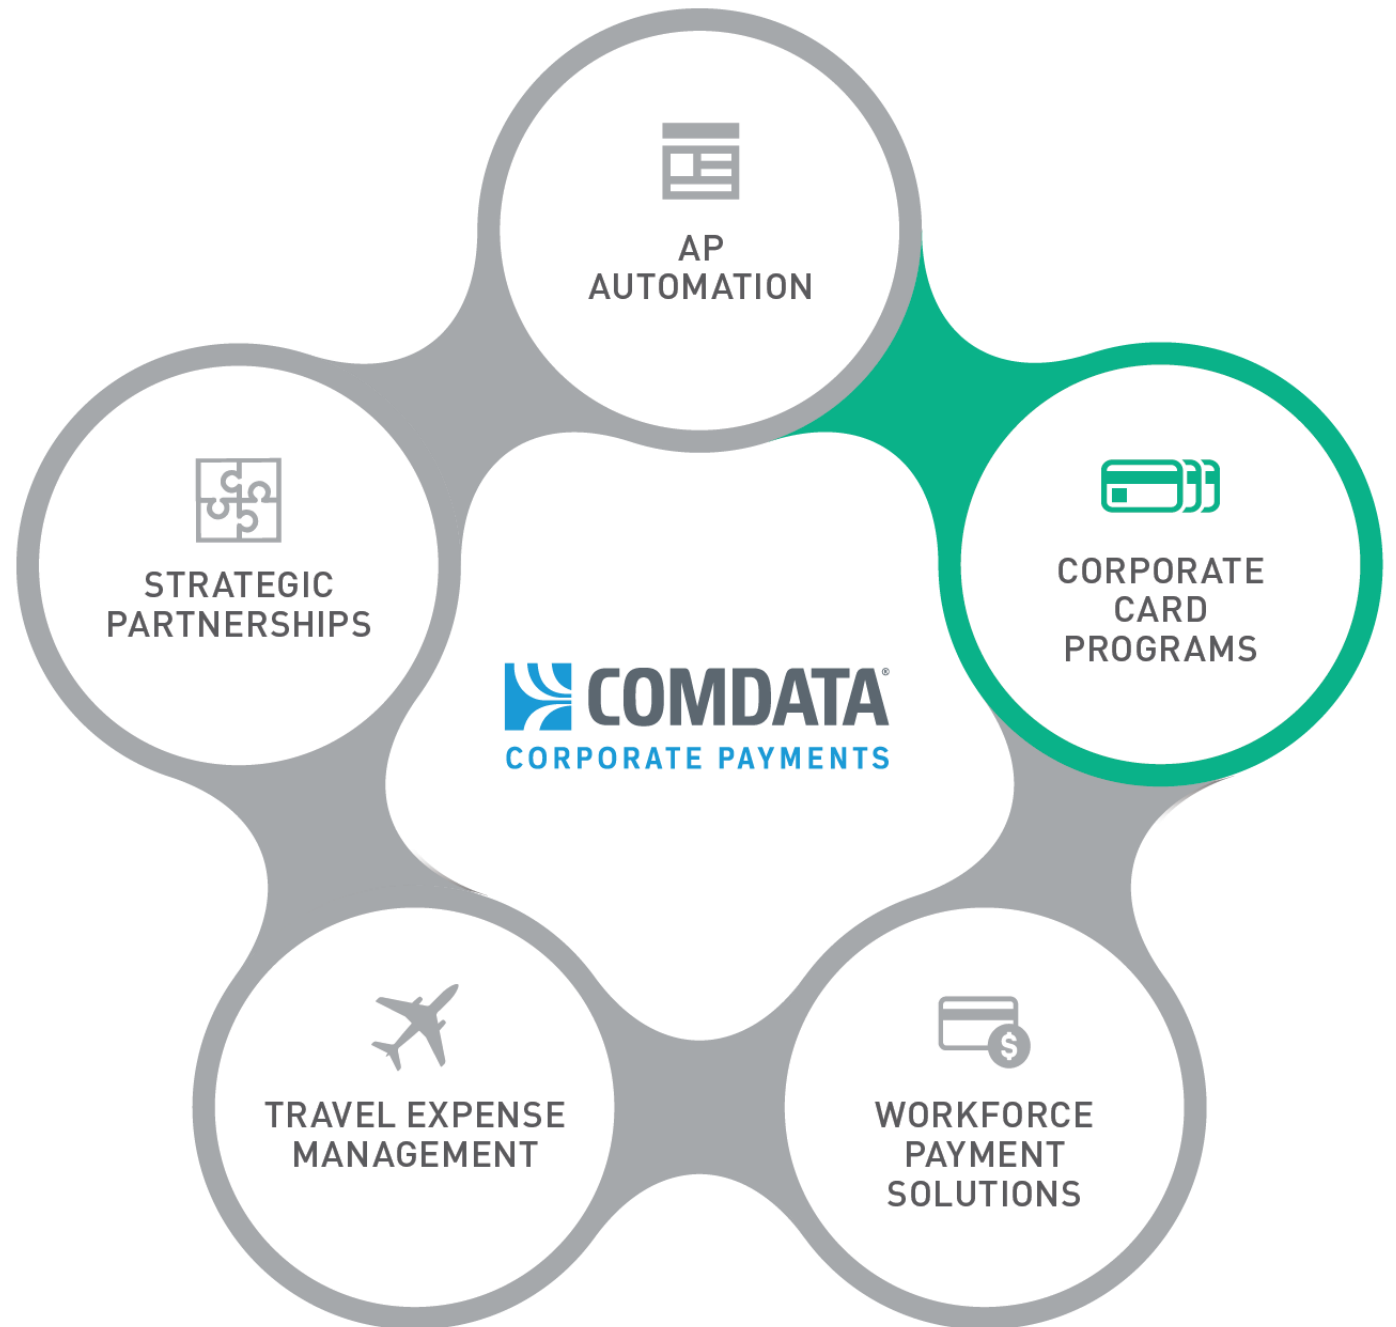 AP
AUTOMATION
STRATEGIC
PARTNERSHIPS
CORPORATE
CARD
PROGRAMS
COMDATA®
CORPORATE PAYMENTS
TRAVEL EXPENSE
MANAGEMENT
WORKFORCE
PAYMENT
SOLUTIONS
$